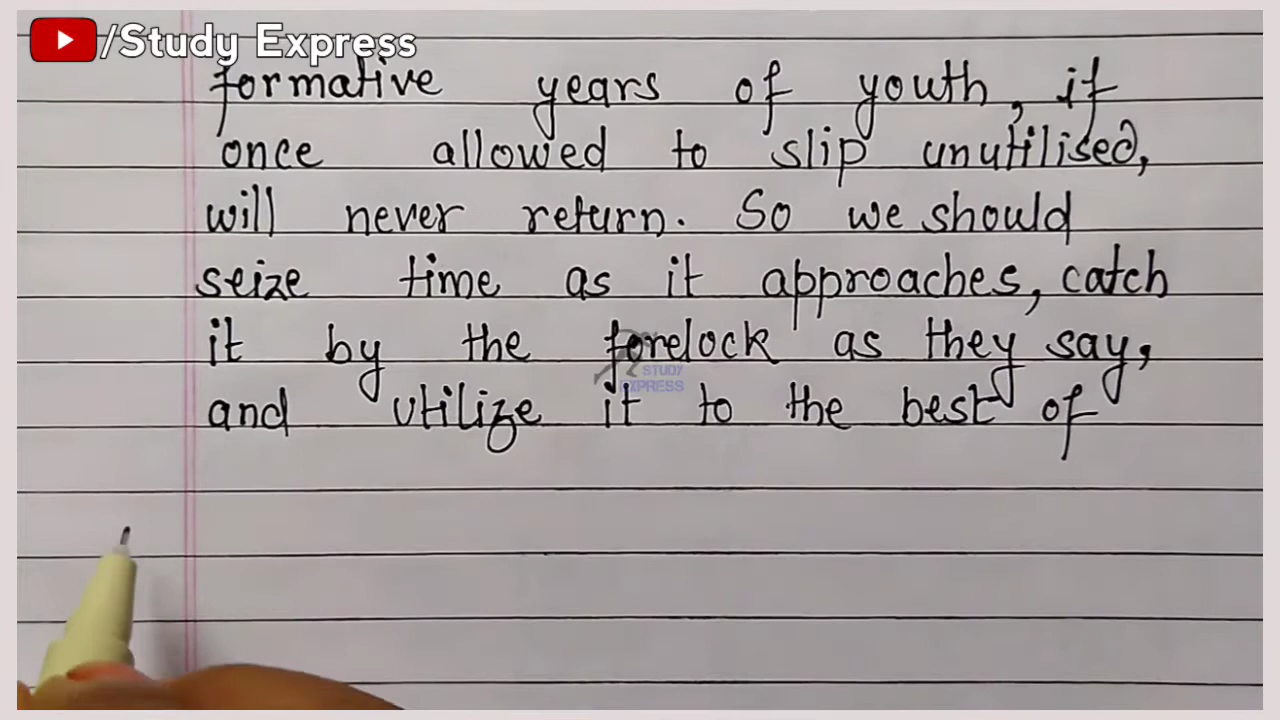 /Study Express
formative years of youth, if
once allowed to slip unutilised,
will never return. So we should
seize time as it approaches, catch
it by the forelock as they say,
STUDY
EXPRESS
and utilize it to the best of